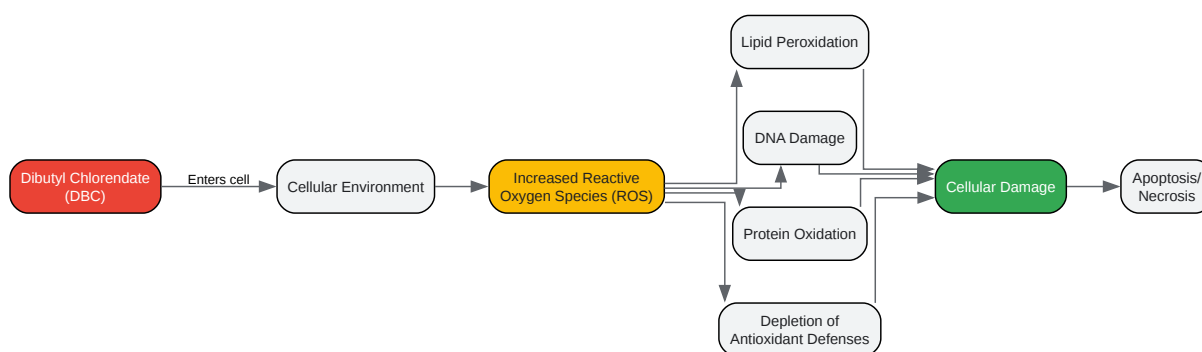 Dibutyl Chlorendate
(DBC)
Enters cell
Cellular Environment
Increased Reactive
Oxygen Species (ROS)
Lipid Peroxidation
DNA Damage
Protein Oxidation
Depletion of
Antioxidant Defenses
Cellular Damage
Apoptosis/
Necrosis